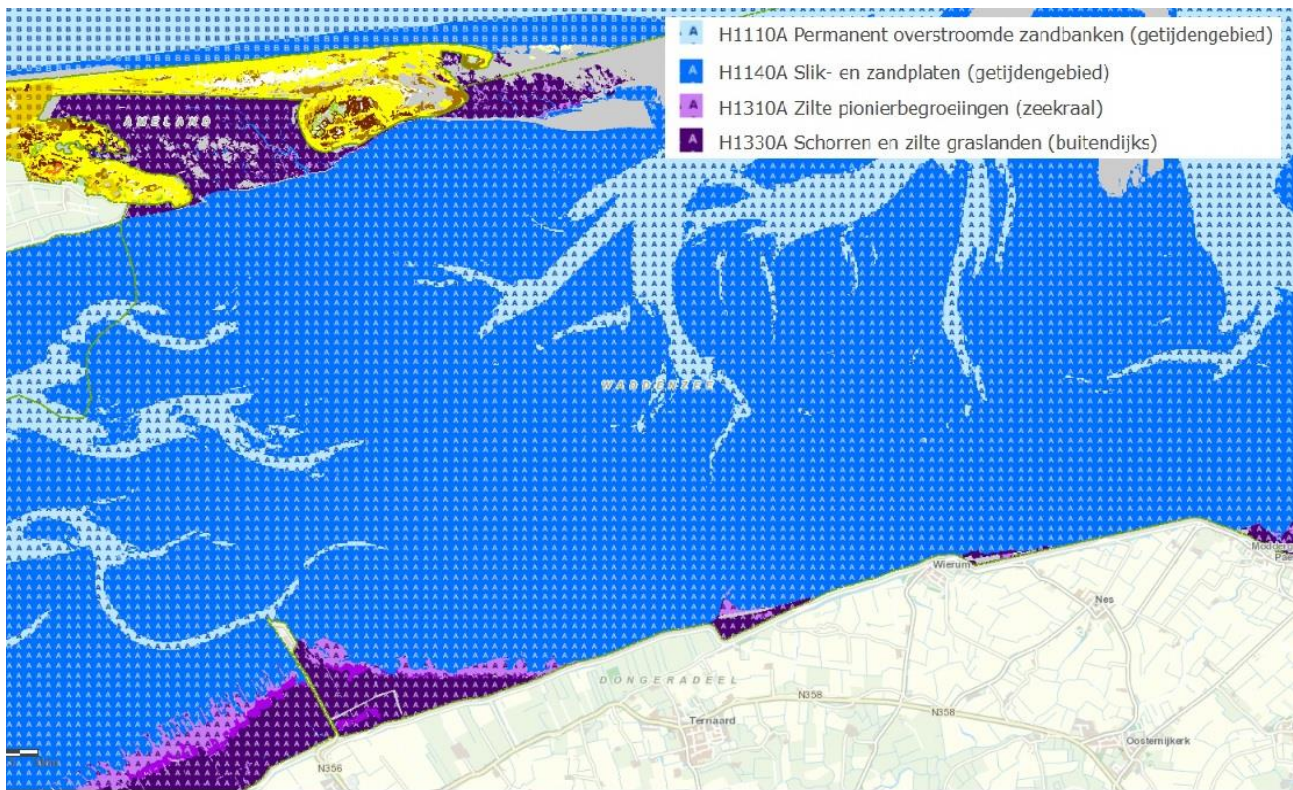 A H1110A Permanent overstroomde zandbanken (getijdengebied)
A H1140A Slik- en zandplaten (getijdengebied)
A H1310A Zilte pionierbegroeiingen (zeekraal)
A H1330A Schorren en zilte graslanden (buitendijks)
AMELAND
WADDENZEE
Wierum
Nes
DONGERADEEL
N358
Ternaard
N358
Oosternijkerk
N356